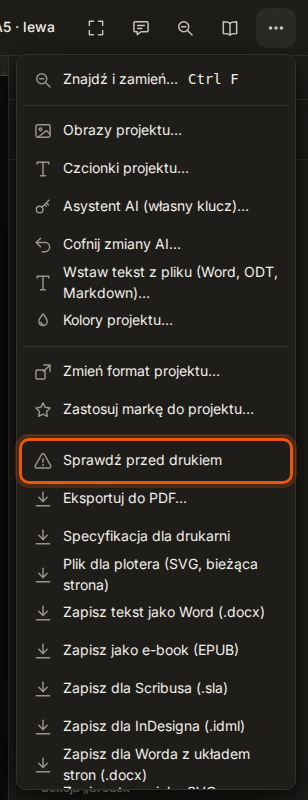 A5 · lewa
Znajdź i zamień... Ctrl F
Obrazy projektu...
Czcionki projektu...
Asystent AI (własny klucz)...
Cofnij zmiany AI...
Wstaw tekst z pliku (Word, ODT,
Markdown)...
Kolory projektu...
Zmień format projektu...
Zastosuj markę do projektu...
Sprawdź przed drukiem
Eksportuj do PDF...
Specyfikacja dla drukarni
Plik dla plotera (SVG, bieżąca
strona)
Zapisz tekst jako Word (.docx)
Zapisz jako e-book (EPUB)
Zapisz dla Scribusa (.sla)
Zapisz dla InDesigna (.idml)
Zapisz dla Worda z układem
stron (.docx)